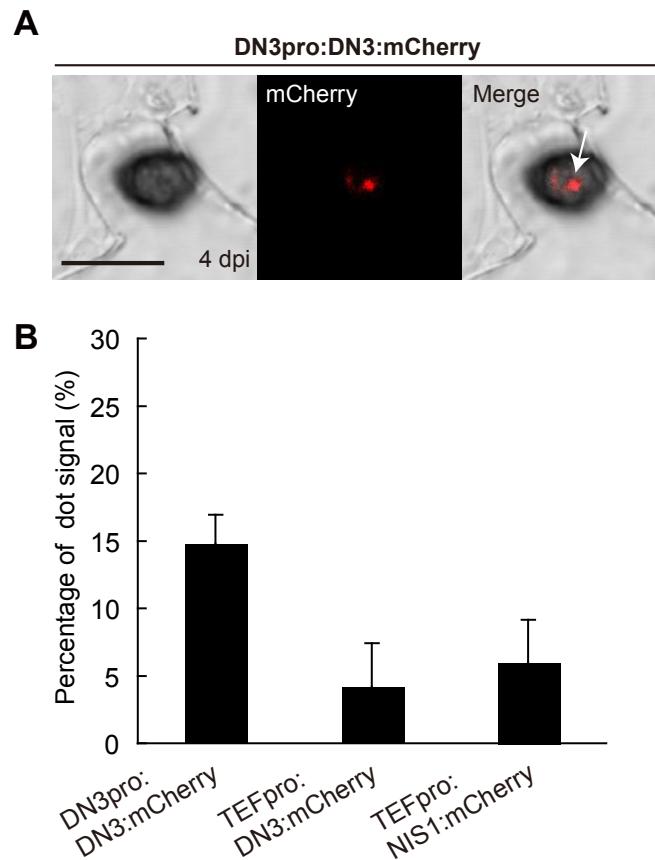 A
DN3pro:DN3:mCherry
mCherry
Merge
4 dpi
B
Percentage of dot signal (%)
30
25
20
15
10
5
0
DN3pro:
DN3:mCherry
TEFpro:
DN3:mCherry
TEFpro:
NIS1:mCherry